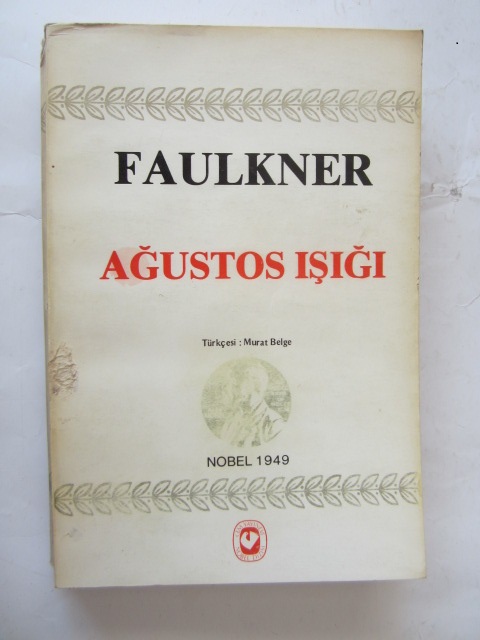 FAULKNER
AĞUSTOS IŞIĞI
Türkçesi : Murat Belge
NOBEL 1949